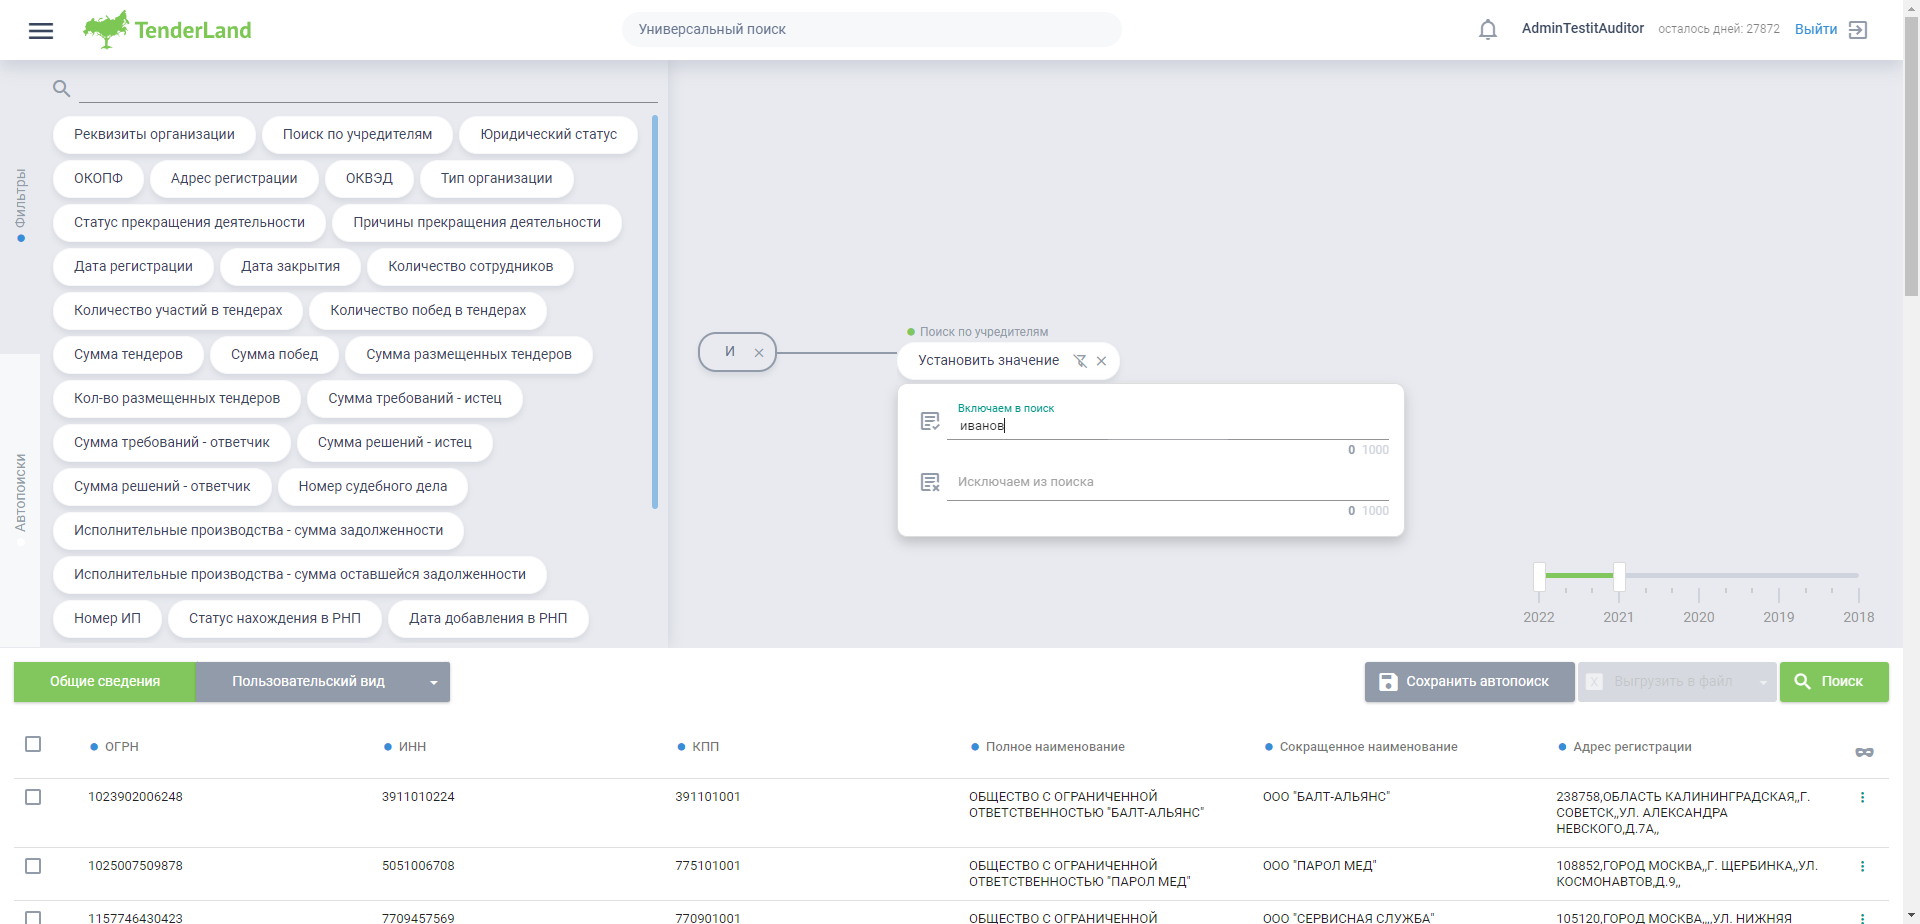 TenderLand
Универсальный поиск
AdminTestitAuditor
осталось дней: 27872
Выйти
Фильтры
Автопоиски
Реквизиты организации
Поиск по учредителям
Юридический статус
ОКОПФ
Адрес регистрации
ОКВЭД
Тип организации
Статус прекращения деятельности
Причины прекращения деятельности
Дата регистрации
Дата закрытия
Количество сотрудников
Количество участий в тендерах
Количество побед в тендерах
Сумма тендеров
Сумма побед
Сумма размещенных тендеров
Кол-во размещенных тендеров
Сумма требований - истец
Сумма требований - ответчик
Сумма решений - истец
Сумма решений - ответчик
Номер судебного дела
Исполнительные производства - сумма задолженности
Исполнительные производства - сумма оставшейся задолженности
Номер ИП
Статус нахождения в РНП
Дата добавления в РНП
И
Поиск по учредителям
Установить значение
Включаем в поиск
иванов
0 1000
Исключаем из поиска
0 1000
2022 2021 2020 2019 2018
Общие сведения
Пользовательский вид
Сохранить автопоиск
Выгрузить в файл
Поиск
ОГРН ИНН КПП Полное наименование Сокращенное наименование Адрес регистрации
1023902006248 3911010224 391101001 ОБЩЕСТВО С ОГРАНИЧЕННОЙ ООО "БАЛТ-АЛЬЯНС" 238758,ОБЛАСТЬ КАЛИНИНГРАДСКАЯ,,Г.
ОТВЕТСТВЕННОСТЬЮ "БАЛТ-АЛЬЯНС" СОВЕТСК,,УЛ. АЛЕКСАНДРА
НЕВСКОГО,Д.7А,,
1025007509878 5051006708 775101001 ОБЩЕСТВО С ОГРАНИЧЕННОЙ ООО "ПАРОЛ МЕД" 108852,ГОРОД МОСКВА,,Г. ЩЕРБИНКА,,УЛ.
ОТВЕТСТВЕННОСТЬЮ "ПАРОЛ МЕД" КОСМОНАВТОВ,Д.9,,
1157746430423 7709457569 770901001 ОБЩЕСТВО С ОГРАНИЧЕННОЙ ООО "СЕРВИСНАЯ СЛУЖБА" 105120,ГОРОД МОСКВА,,,,УЛ. НИЖНЯЯ